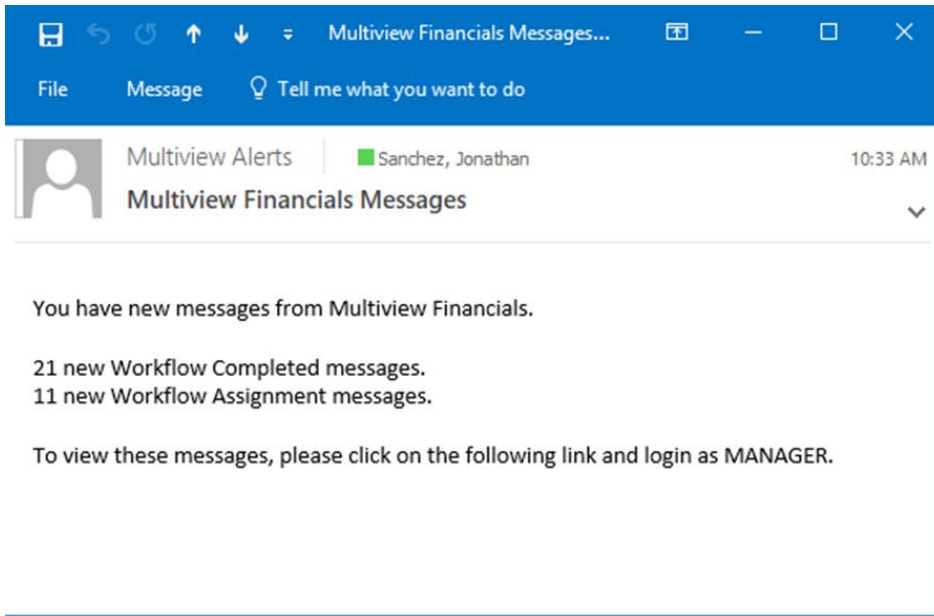 Multiview Financials Messages...
File Message Tell me what you want to do
Multiview Alerts Sanchez, Jonathan 10:33 AM
Multiview Financials Messages
You have new messages from Multiview Financials.
21 new Workflow Completed messages.
11 new Workflow Assignment messages.
To view these messages, please click on the following link and login as MANAGER.